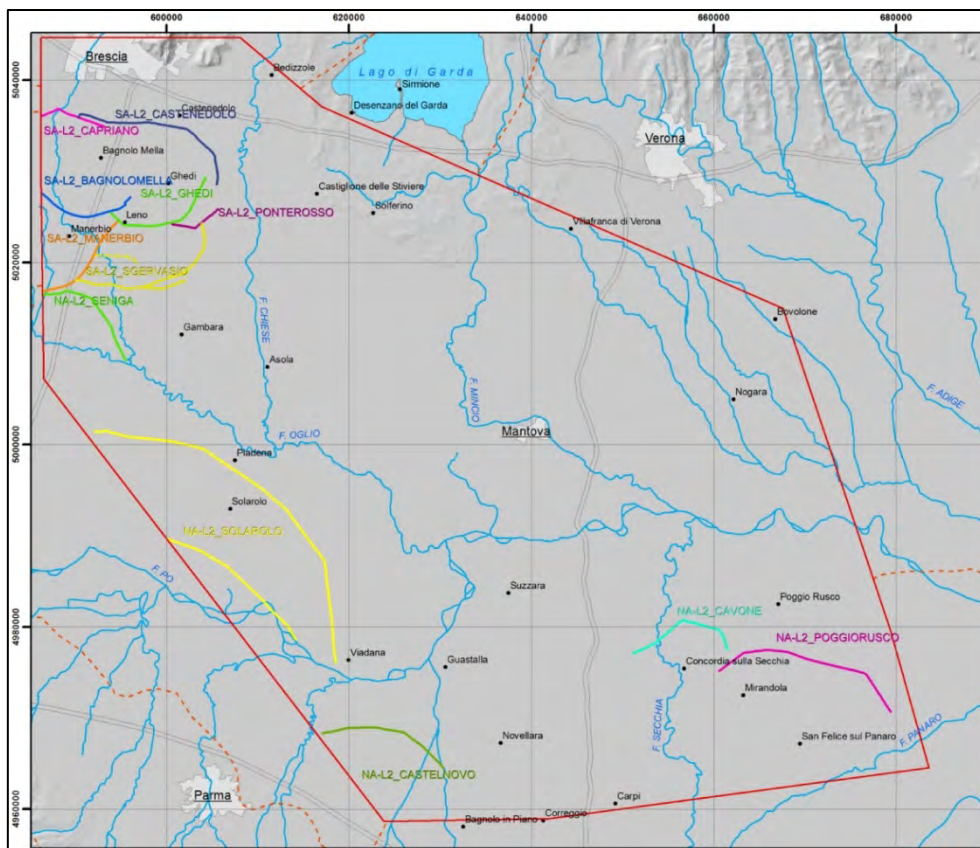 600000
620000
640000
660000
680000
5040000
5020000
5000000
4980000
4960000
Brescia
Bedizzole
Lago di Garda
Sirmione
Desenzano del Garda
Verona
Castenedolo
SA-L2_CASTENEDOLO
SA-L2_CAPRIANO
Bagnolo Mella
SA-L2_BAGNOLOMELLA
Ghedi
SA-L2_GHEDI
Castiglione delle Stiviere
Solferino
SA-L2_PONTEROSSO
Leno
Manerbio
SA-L2_MANERBIO
Villafranca di Verona
SA-L2_SGERVASIO
NA-L2_SENIGA
Gambara
F. CHIESE
Asola
F. MINCIO
Bovolone
Nogara
F. ADIGE
F. OGLIO
Mantova
Piadena
Solarolo
NA-L2_SOLAROLO
F. PO
Suzzara
Poggio Rusco
NA-L2_CAVONE
NA-L2_POGGIORUSCO
Viadana
Guastalla
Concordia sulla Secchia
Mirandola
F. SECCHIA
Novellara
San Felice sul Panaro
F. PANARO
NA-L2_CASTELNOVO
Parma
Carpi
Correggio
Bagnolo in Piano